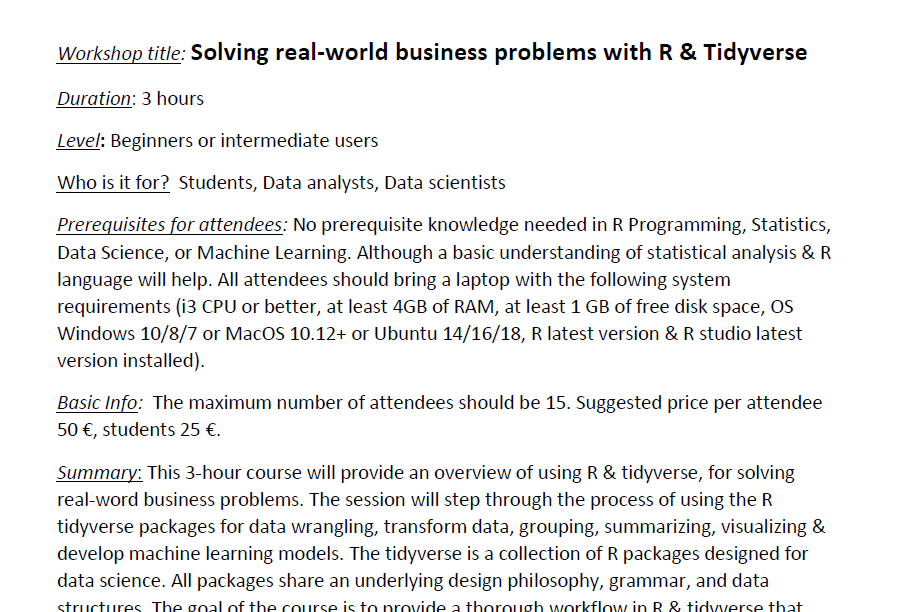 Workshop title: Solving real-world business problems with R & Tidyverse
Duration: 3 hours
Level: Beginners or intermediate users
Who is it for? Students, Data analysts, Data scientists
Prerequisites for attendees: No prerequisite knowledge needed in R Programming, Statistics,
Data Science, or Machine Learning. Although a basic understanding of statistical analysis & R
language will help. All attendees should bring a laptop with the following system
requirements (i3 CPU or better, at least 4GB of RAM, at least 1 GB of free disk space, OS
Windows 10/8/7 or MacOS 10.12+ or Ubuntu 14/16/18, R latest version & R studio latest
version installed).
Basic Info: The maximum number of attendees should be 15. Suggested price per attendee
50 €, students 25 €.
Summary: This 3-hour course will provide an overview of using R & tidyverse, for solving
real-word business problems. The session will step through the process of using the R
tidyverse packages for data wrangling, transform data, grouping, summarizing, visualizing &
develop machine learning models. The tidyverse is a collection of R packages designed for
data science. All packages share an underlying design philosophy, grammar, and data
structures. The goal of the course is to provide a thorough workflow in R & tidyverse that